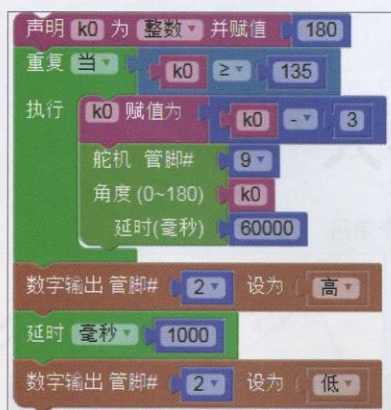 声明 k0 为 整数 并赋值 180
重复 当 k0 ≥ 135
执行 k0 赋值为 k0 - 3
舵机 管脚# 9
角度 (0~180) k0
延时(毫秒) 60000
数字输出 管脚# 2 设为 高
延时 毫秒 1000
数字输出 管脚# 2 设为 低